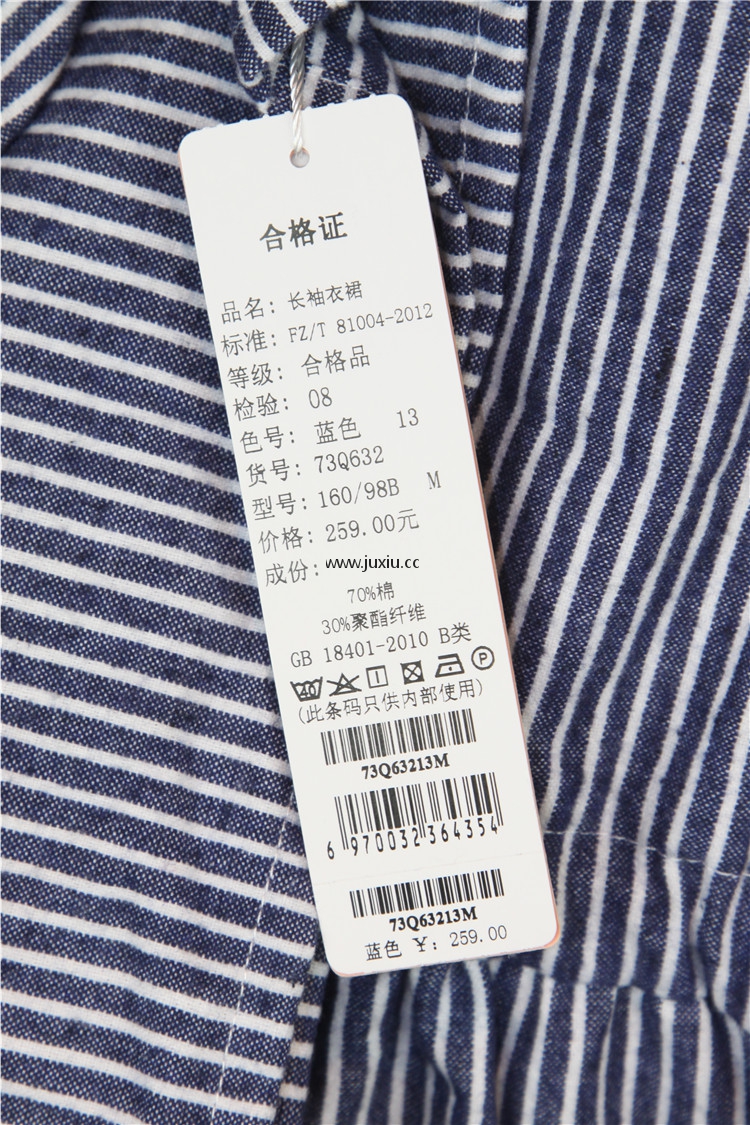 合格证
品名: 长袖衣裙
标准: FZ/T 81004-2012
等级: 合格品
检验: 08
色号: 蓝色 13
货号: 73Q632
型号: 160/98B M
价格: 259.00元
成份:
www.juxiu.cc
70%棉
30%聚酯纤维
GB 18401-2010 B类
40 P
(此条码只供内部使用)
73Q63213M
6 970032 364354
73Q63213M
蓝色 ¥: 259.00